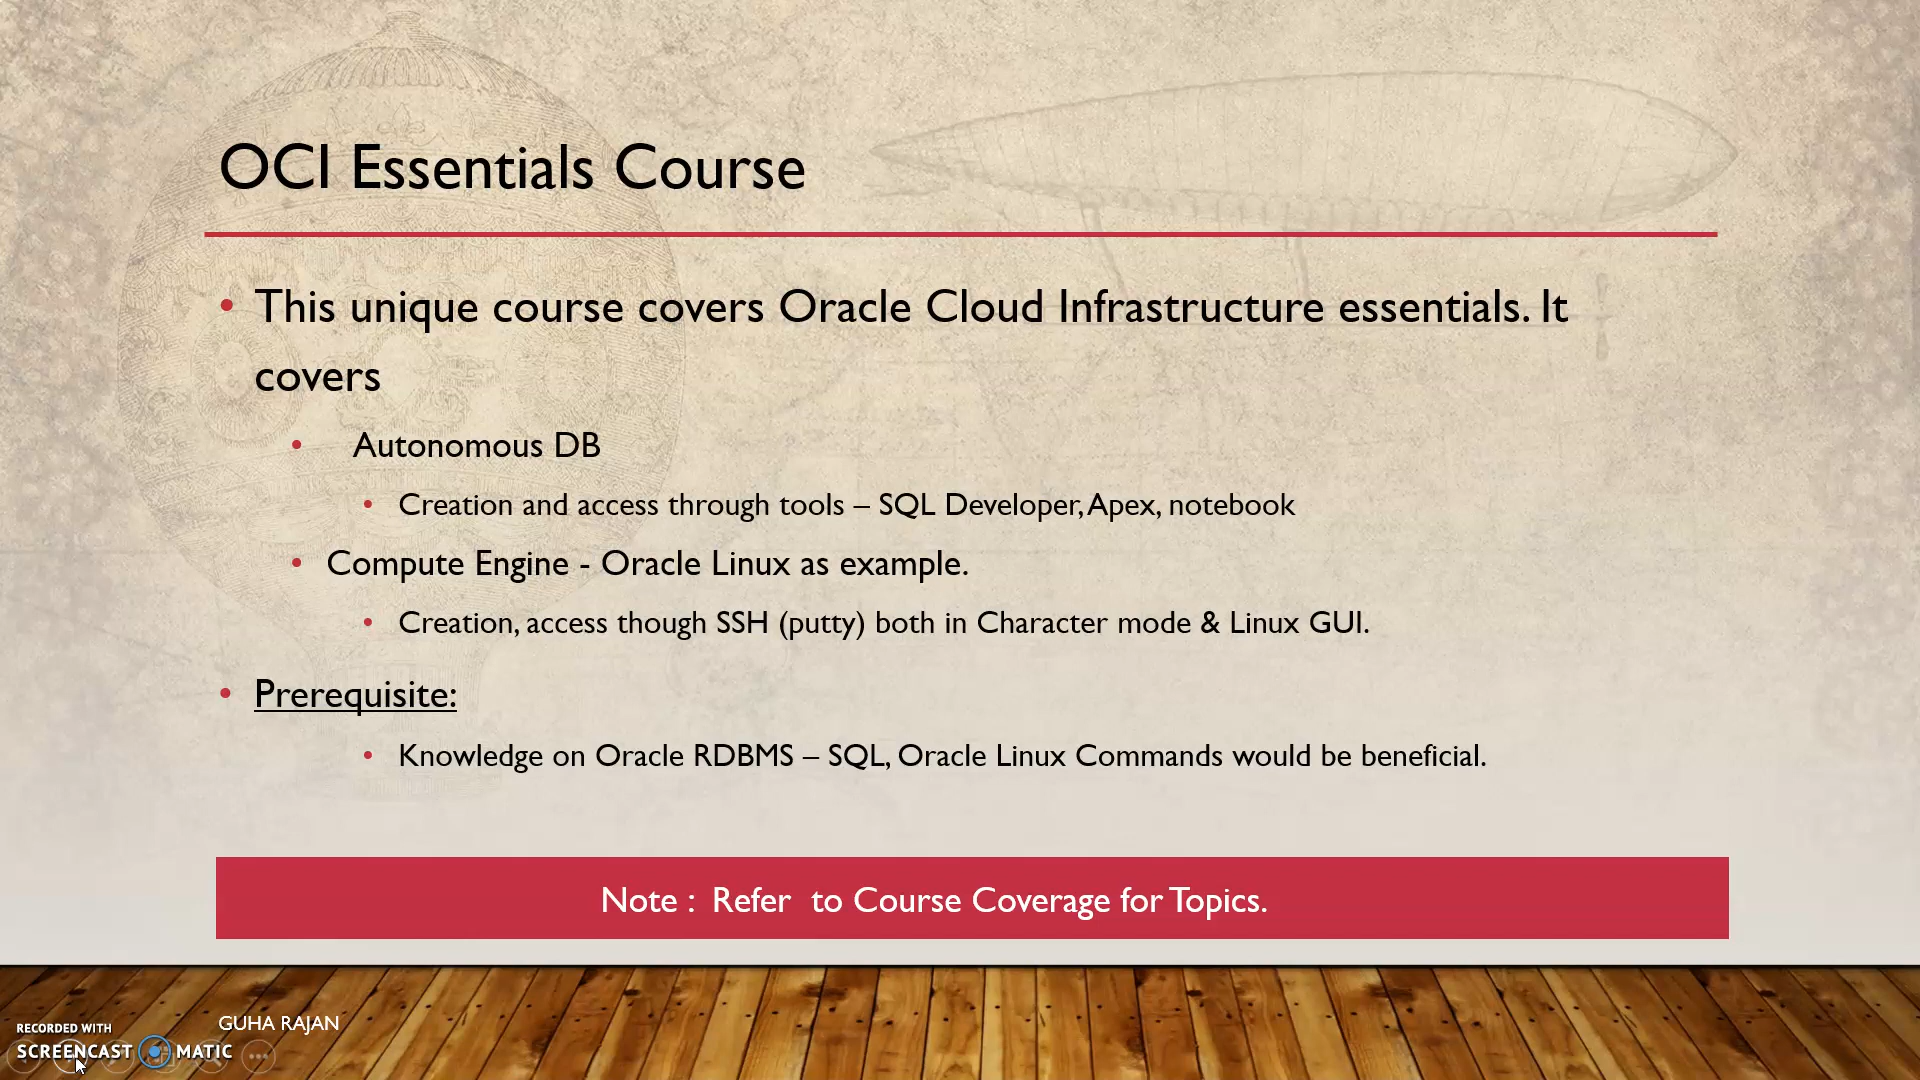 OCI Essentials Course
• This unique course covers Oracle Cloud Infrastructure essentials. It
covers
• Autonomous DB
• Creation and access through tools – SQL Developer, Apex, notebook
• Compute Engine - Oracle Linux as example.
• Creation, access though SSH (putty) both in Character mode & Linux GUI.
• Prerequisite:
• Knowledge on Oracle RDBMS – SQL, Oracle Linux Commands would be beneficial.
Note : Refer to Course Coverage for Topics.
GUHA RAJAN
RECORDED WITH
SCREENCAST MATIC